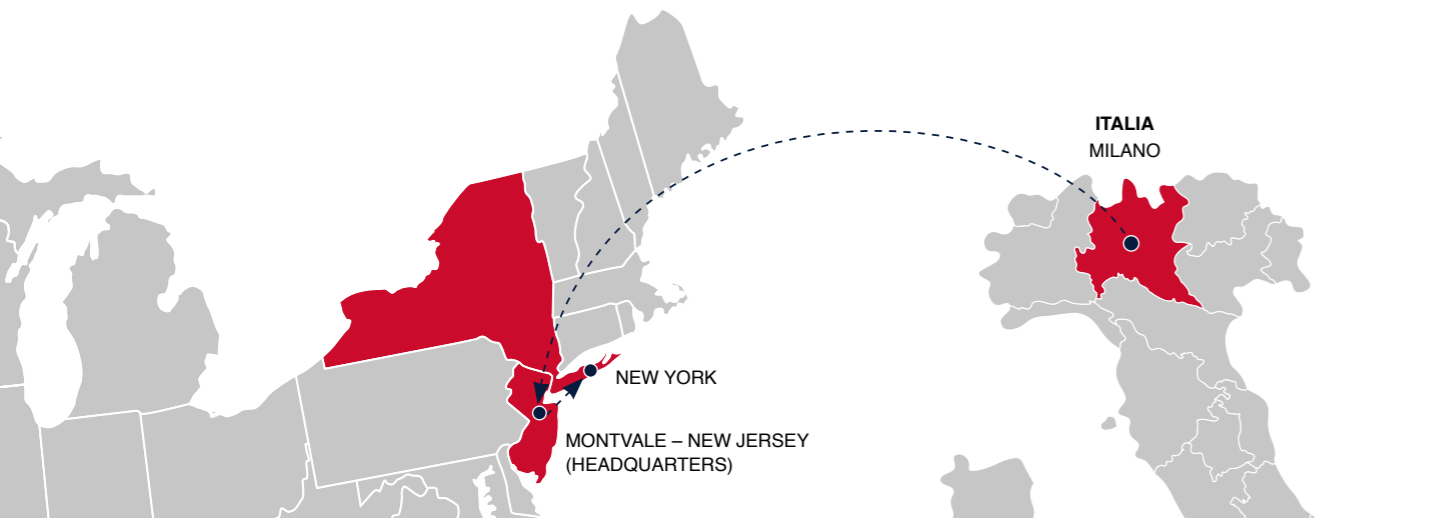 ITALIA
MILANO
NEW YORK
MONTVALE – NEW JERSEY
(HEADQUARTERS)